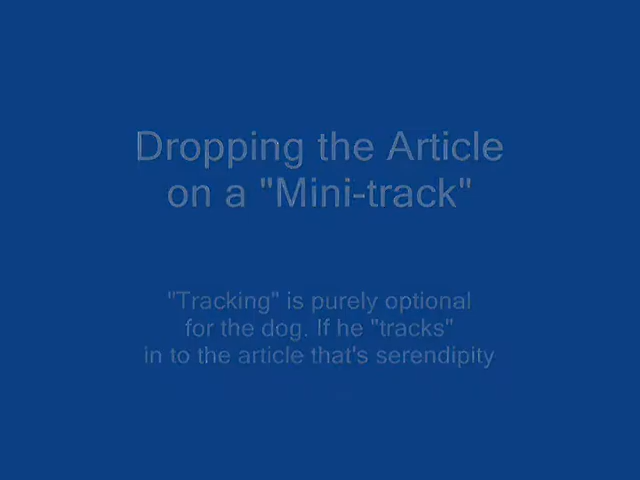 Dropping the Article
on a "Mini-track"
"Tracking" is purely optional
for the dog. If he "tracks"
in to the article that's serendipity